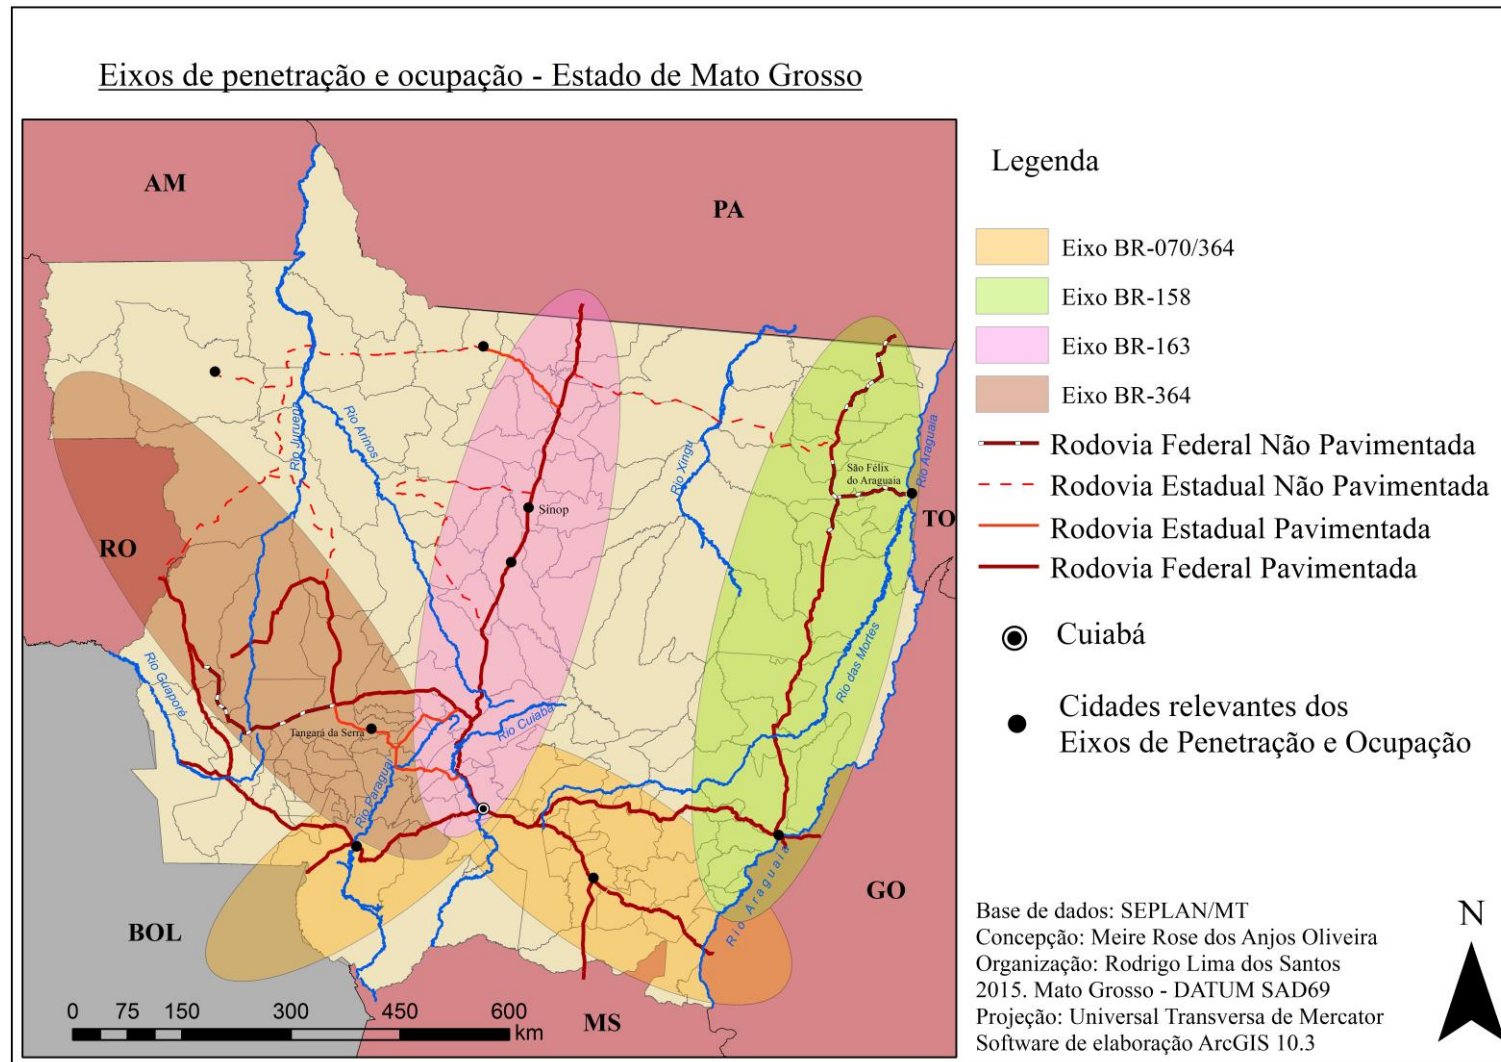 Eixos de penetração e ocupação - Estado de Mato Grosso
AM
PA
RO
TO
BOL
MS
GO
Rio Juruena
Rio Arinos
Rio Xingu
Rio Araguaia
São Félix
do Araguaia
Sinop
Rio Guaporé
Rio das Mortes
Rio Cuiabá
Tangará da Serra
Rio Paraguai
Rio Araguaia
0 75 150 300 450 600
km
Legenda
Eixo BR-070/364
Eixo BR-158
Eixo BR-163
Eixo BR-364
Rodovia Federal Não Pavimentada
Rodovia Estadual Não Pavimentada
Rodovia Estadual Pavimentada
Rodovia Federal Pavimentada
Cuiabá
Cidades relevantes dos
Eixos de Penetração e Ocupação
Base de dados: SEPLAN/MT
Concepção: Meire Rose dos Anjos Oliveira
Organização: Rodrigo Lima dos Santos
2015. Mato Grosso - DATUM SAD69
Projeção: Universal Transversa de Mercator
Software de elaboração ArcGIS 10.3
N